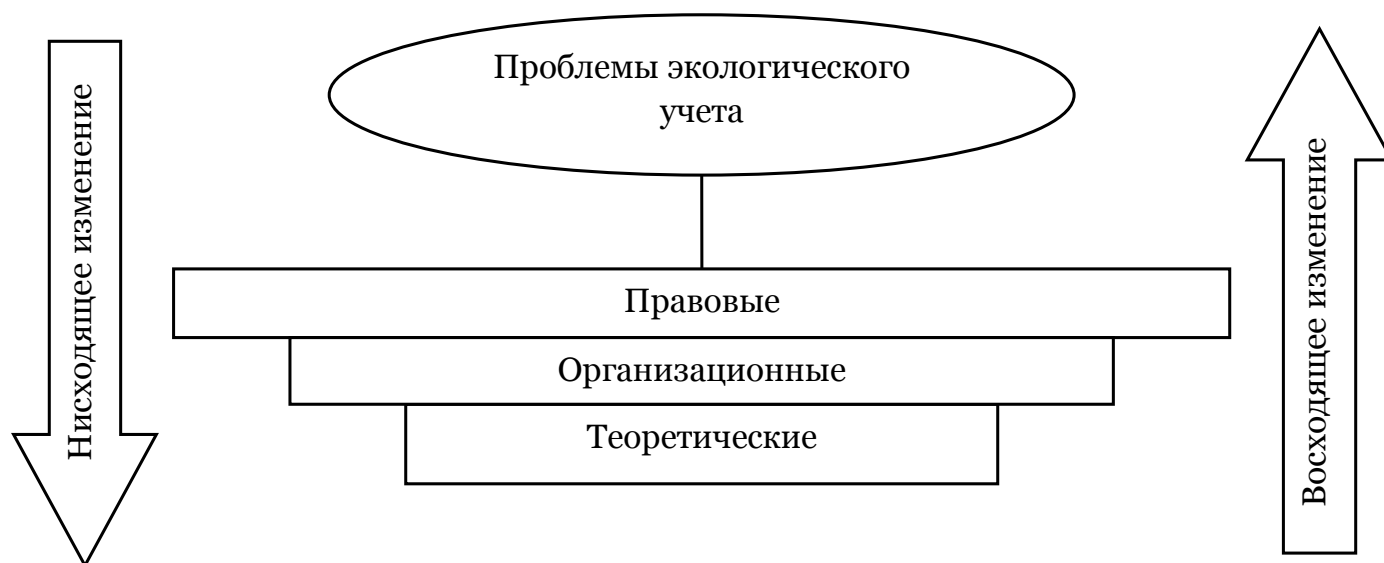 Проблемы экологического
учета
Нисходящее изменение
Восходящее изменение
Правовые
Организационные
Теоретические